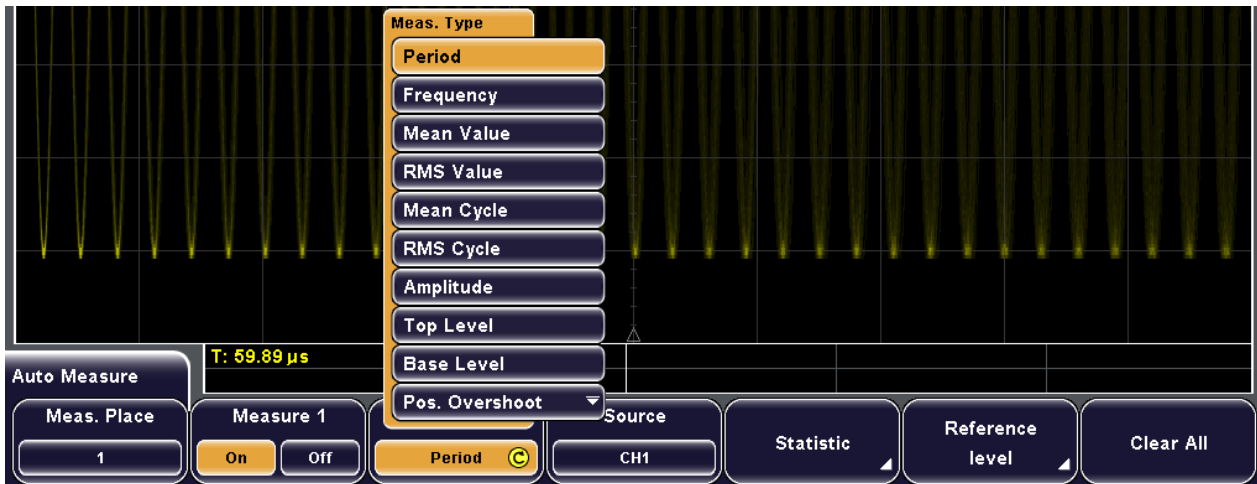 Meas. Type
Period
Frequency
Mean Value
RMS Value
Mean Cycle
RMS Cycle
Amplitude
Top Level
Base Level
Pos. Overshoot
T: 59.89 µs
Auto Measure
Meas. Place
1
Measure 1
On Off
Period C
Source
CH1
Statistic
Reference
level
Clear All